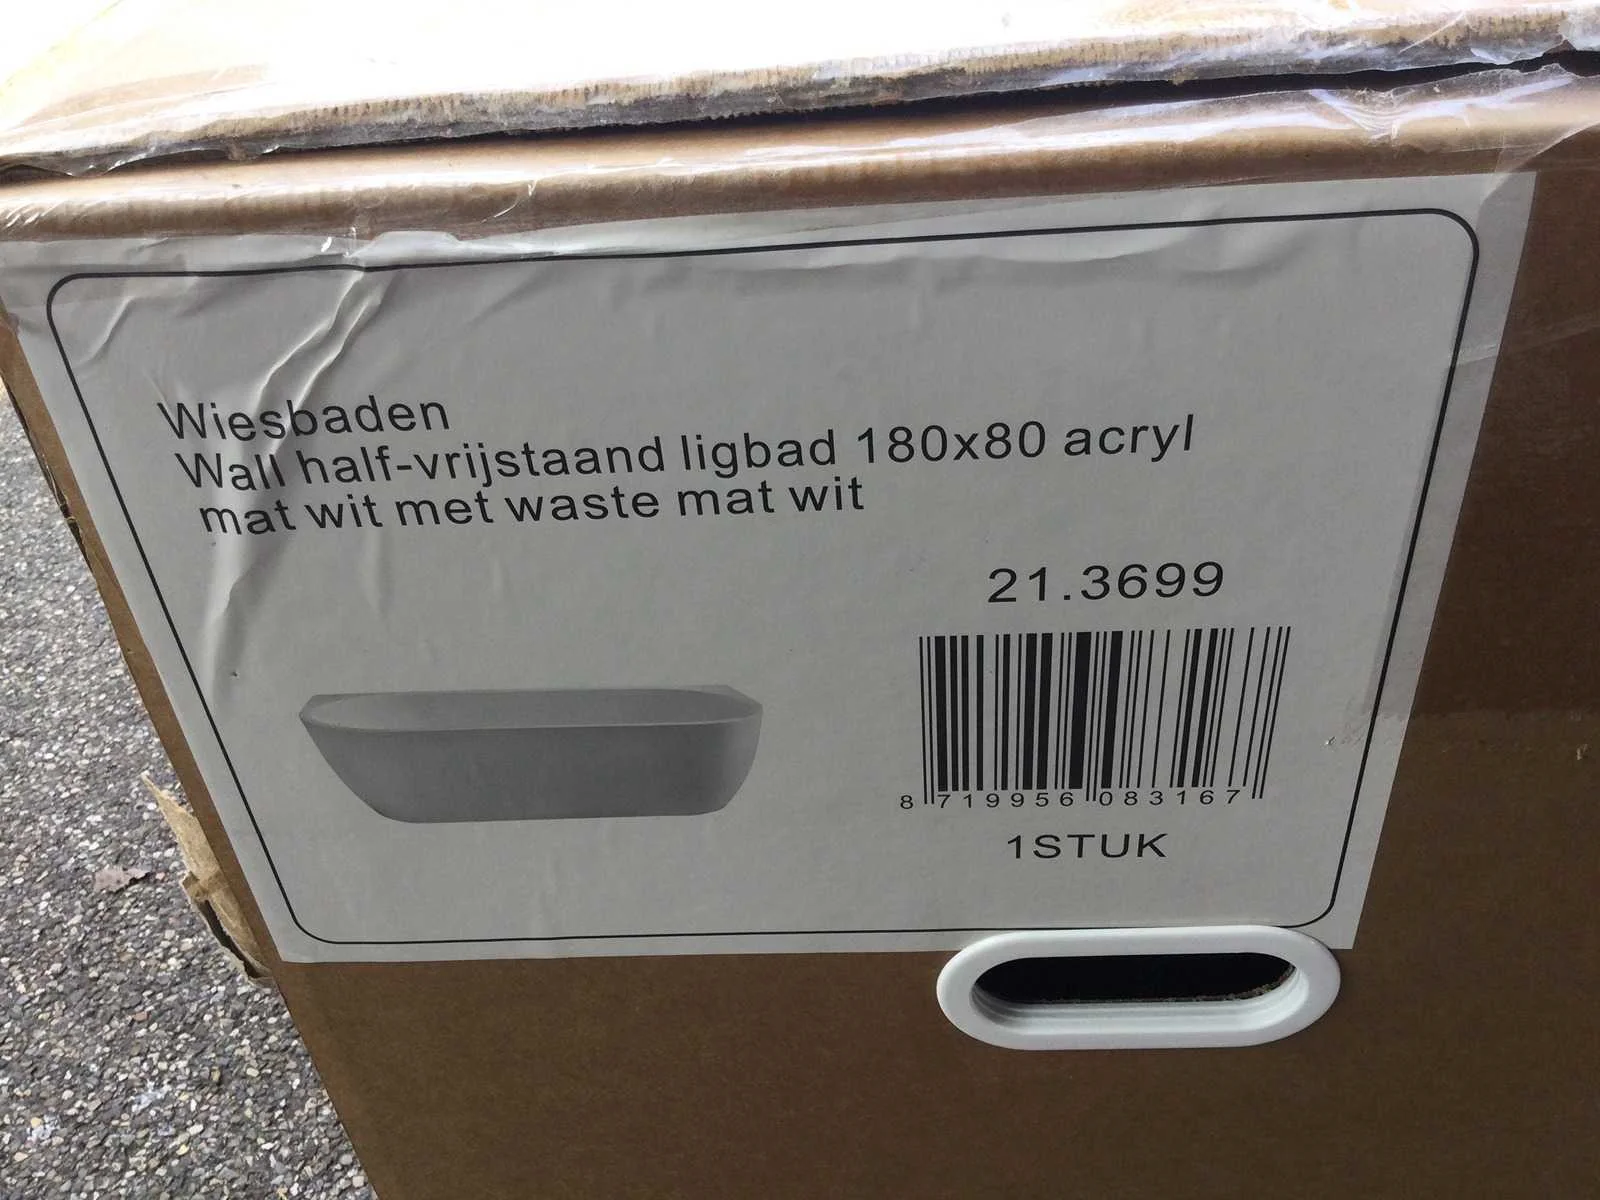 Wiesbaden
Wall half-vrijstaand ligbad 180x80 acryl
mat wit met waste mat wit
21.3699
8 719956 083167
1STUK